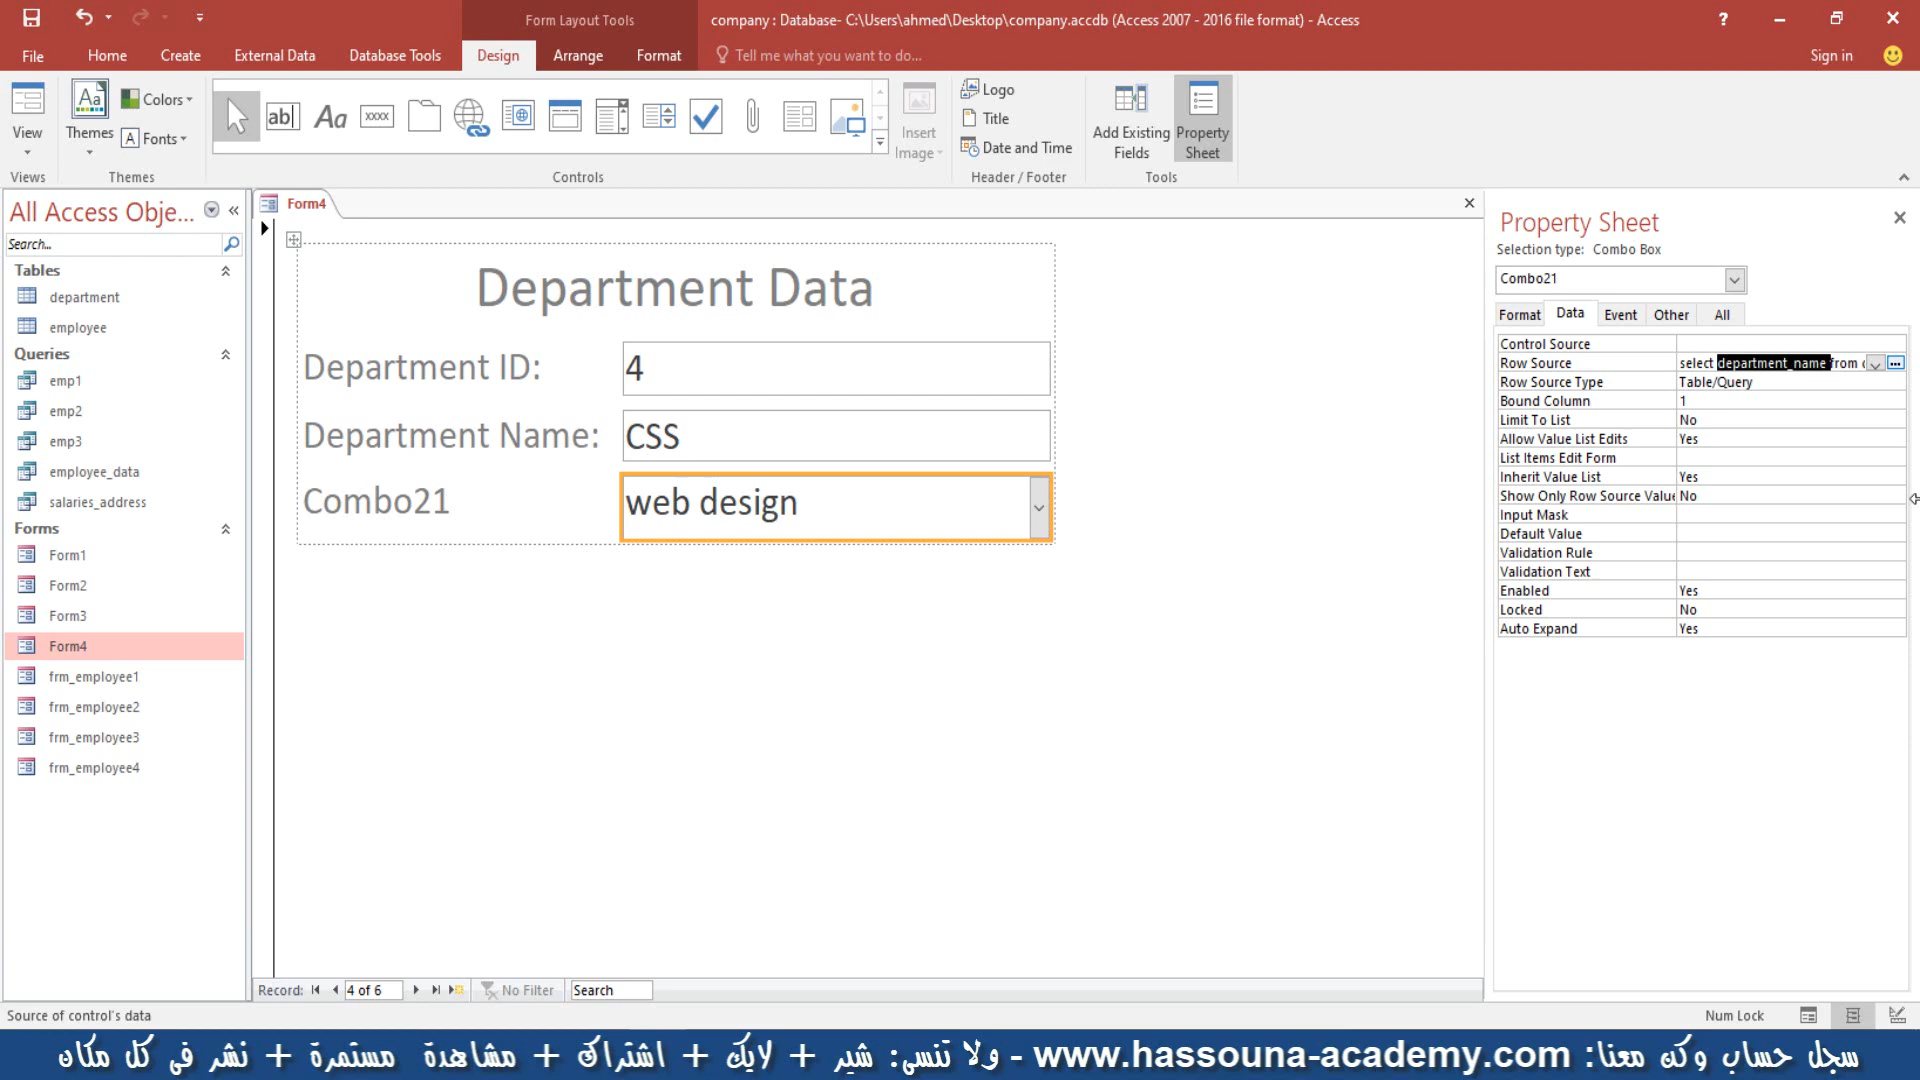 Form Layout Tools
company : Database- C:\Users\ahmed\Desktop\company.accdb (Access 2007 - 2016 file format) - Access
?
File
Home
Create
External Data
Database Tools
Design
Arrange
Format
Tell me what you want to do...
Sign in
View
Themes
Colors
Fonts
Views
Themes
ab|
Aa
XXXX
Controls
Insert Image
Logo
Title
Date and Time
Header / Footer
Add Existing Fields
Property Sheet
Tools
All Access Obje...
Search...
Tables
department
employee
Queries
emp1
emp2
emp3
employee_data
salaries_address
Forms
Form1
Form2
Form3
Form4
frm_employee1
frm_employee2
frm_employee3
frm_employee4
Form4
Department Data
Department ID:
4
Department Name:
CSS
Combo21
web design
Record:
4 of 6
No Filter
Search
Property Sheet
Selection type: Combo Box
Combo21
Format
Data
Event
Other
All
Control Source
Row Source
select department_name from
Row Source Type
Table/Query
Bound Column
1
Limit To List
No
Allow Value List Edits
Yes
List Items Edit Form
Inherit Value List
Yes
Show Only Row Source Value
No
Input Mask
Default Value
Validation Rule
Validation Text
Enabled
Yes
Locked
No
Auto Expand
Yes
Source of control's data
Num Lock
سجل حساب وكن معنا: www.hassouna-academy.com - ولا تنسى: شير + لايك + اشتراك + مشاهدة مستمرة + نشر فى كل مكان